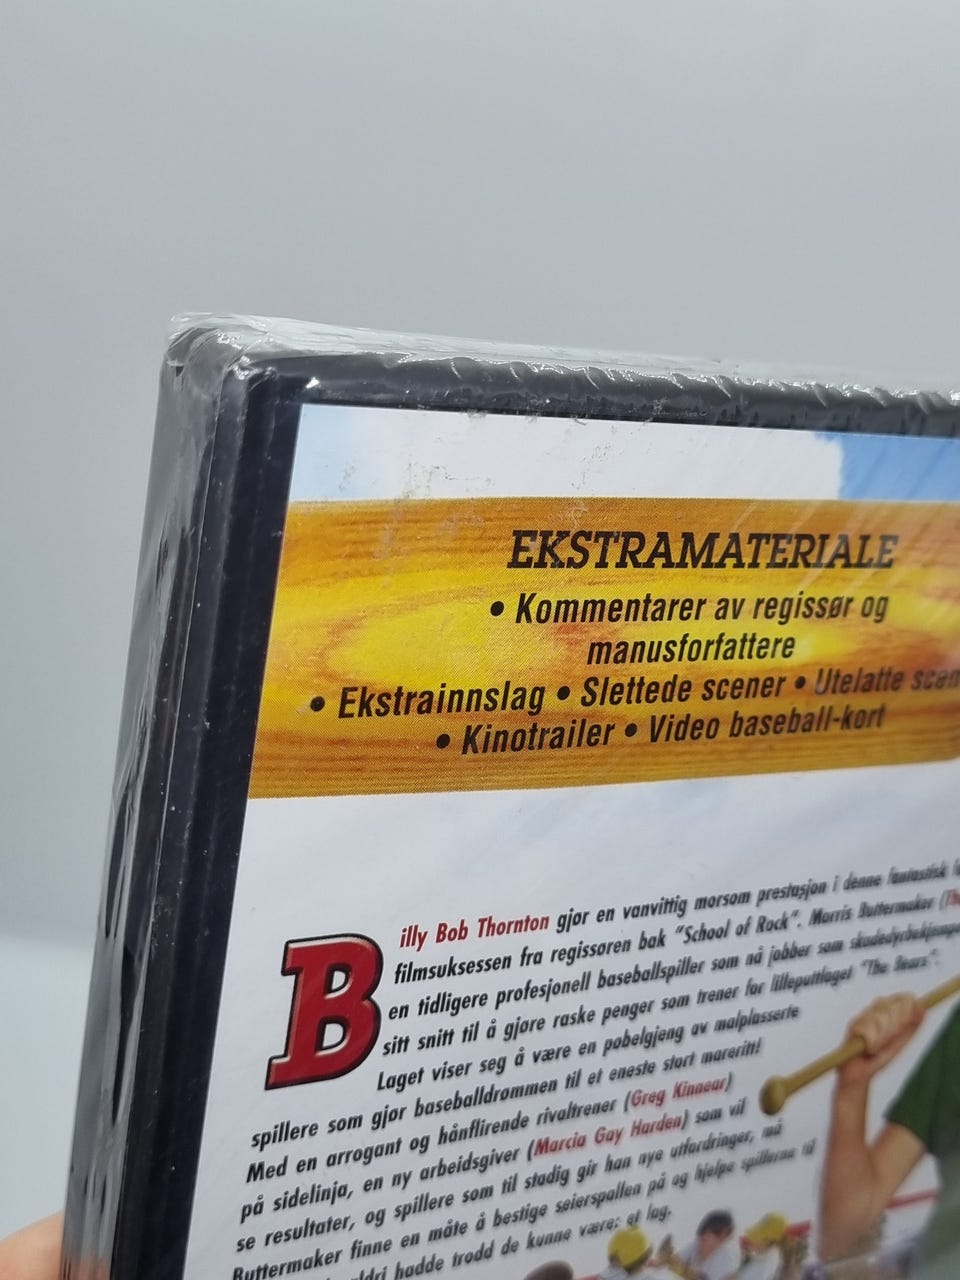 EKSTRAMATERIALE
• Kommentarer av regissør og
manusforfattere
• Ekstrainnslag • Slettede scener • Utelatte scen
• Kinotrailer • Video baseball-kort
Billy Bob Thornton gjør en vanvittig morsom prestasjon i denne fantastisk
filmsuksessen fra regissøren bak "School of Rock". Morris Buttermaker (Th
en tidligere profesjonell baseballspiller som nå jobber som skadedyrbekjempe
sitt snitt til å gjøre raske penger som trener for lilleputtlaget "The Bears".
Laget viser seg å være en pøbelgjeng av malplasserte
spillere som gjør baseballdrømmen til et eneste stort mareritt!
Med en arrogant og hånflirende rivaltrener (Greg Kinnear)
på sidelinja, en ny arbeidsgiver (Marcia Gay Harden) som vil
se resultater, og spillere som til stadig gir han nye utfordringer, må
Buttermaker finne en måte å bestige seierspallen på og hjelpe spillerne til
aldri hadde trodd de kunne være: et lag.